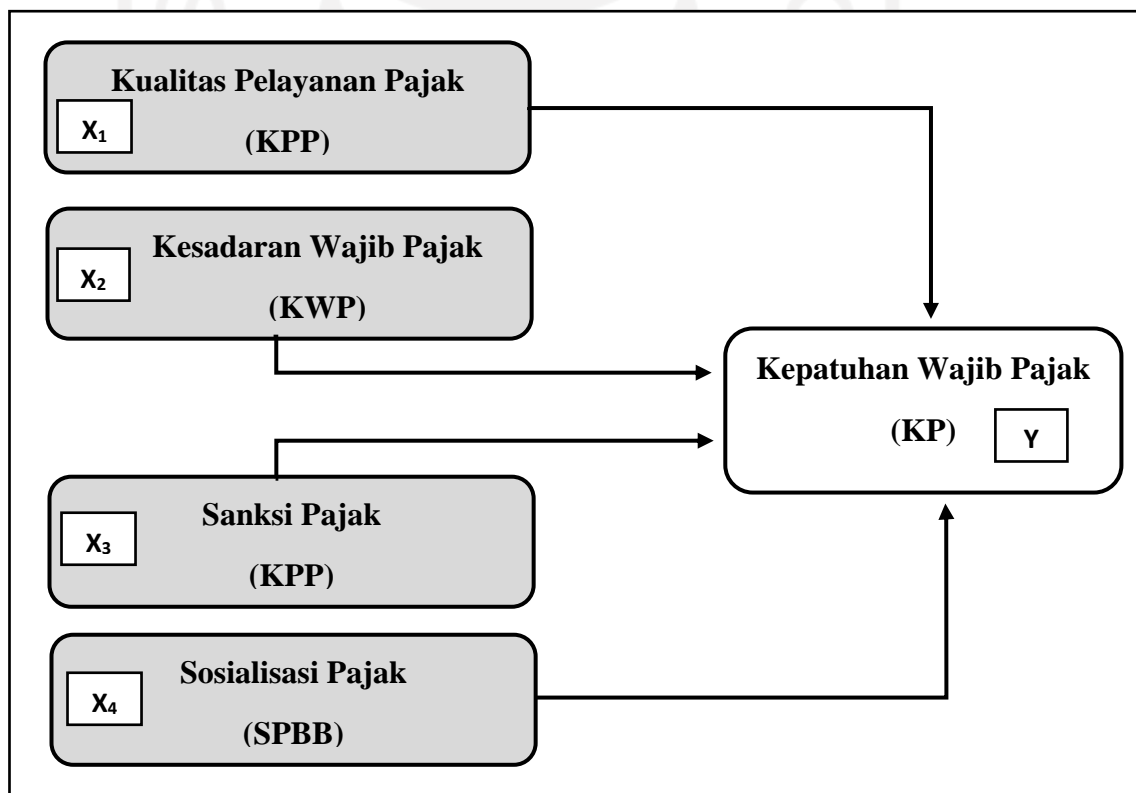 Kualitas Pelayanan Pajak
X₁
(KPP)
Kesadaran Wajib Pajak
X₂
(KWP)
Kepatuhan Wajib Pajak
(KP)
Y
Sanksi Pajak
X₃
(KPP)
Sosialisasi Pajak
X₄
(SPBB)